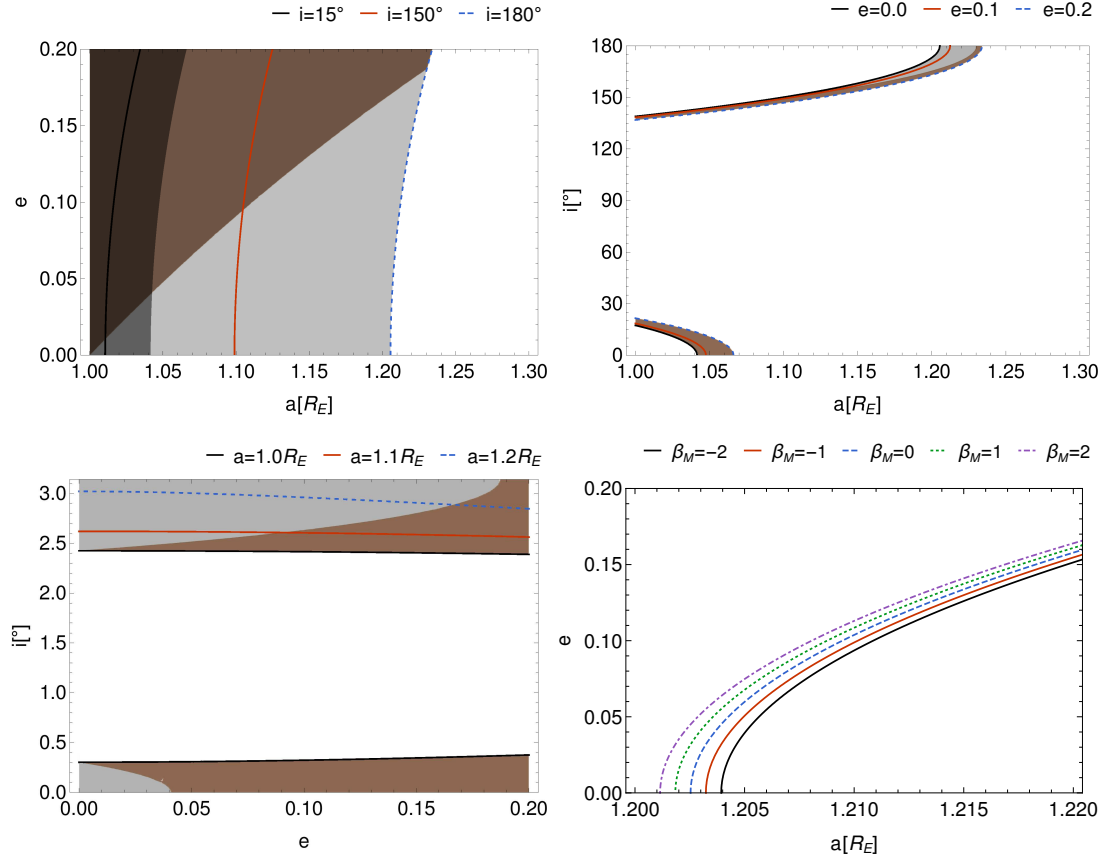 i=15° i=150° i=180°
0.20
0.15
0.10
0.05
0.00
e
1.00 1.05 1.10 1.15 1.20 1.25 1.30
a[R_E]
e=0.0 e=0.1 e=0.2
180
150
120
90
60
30
0
i[°]
1.00 1.05 1.10 1.15 1.20 1.25 1.30
a[R_E]
a=1.0R_E a=1.1R_E a=1.2R_E
3.0
2.5
2.0
1.5
1.0
0.5
0.0
i[°]
0.00 0.05 0.10 0.15 0.20
e
β_M=−2 β_M=−1 β_M=0 β_M=1 β_M=2
0.20
0.15
0.10
0.05
0.00
e
1.200 1.205 1.210 1.215 1.220
a[R_E]